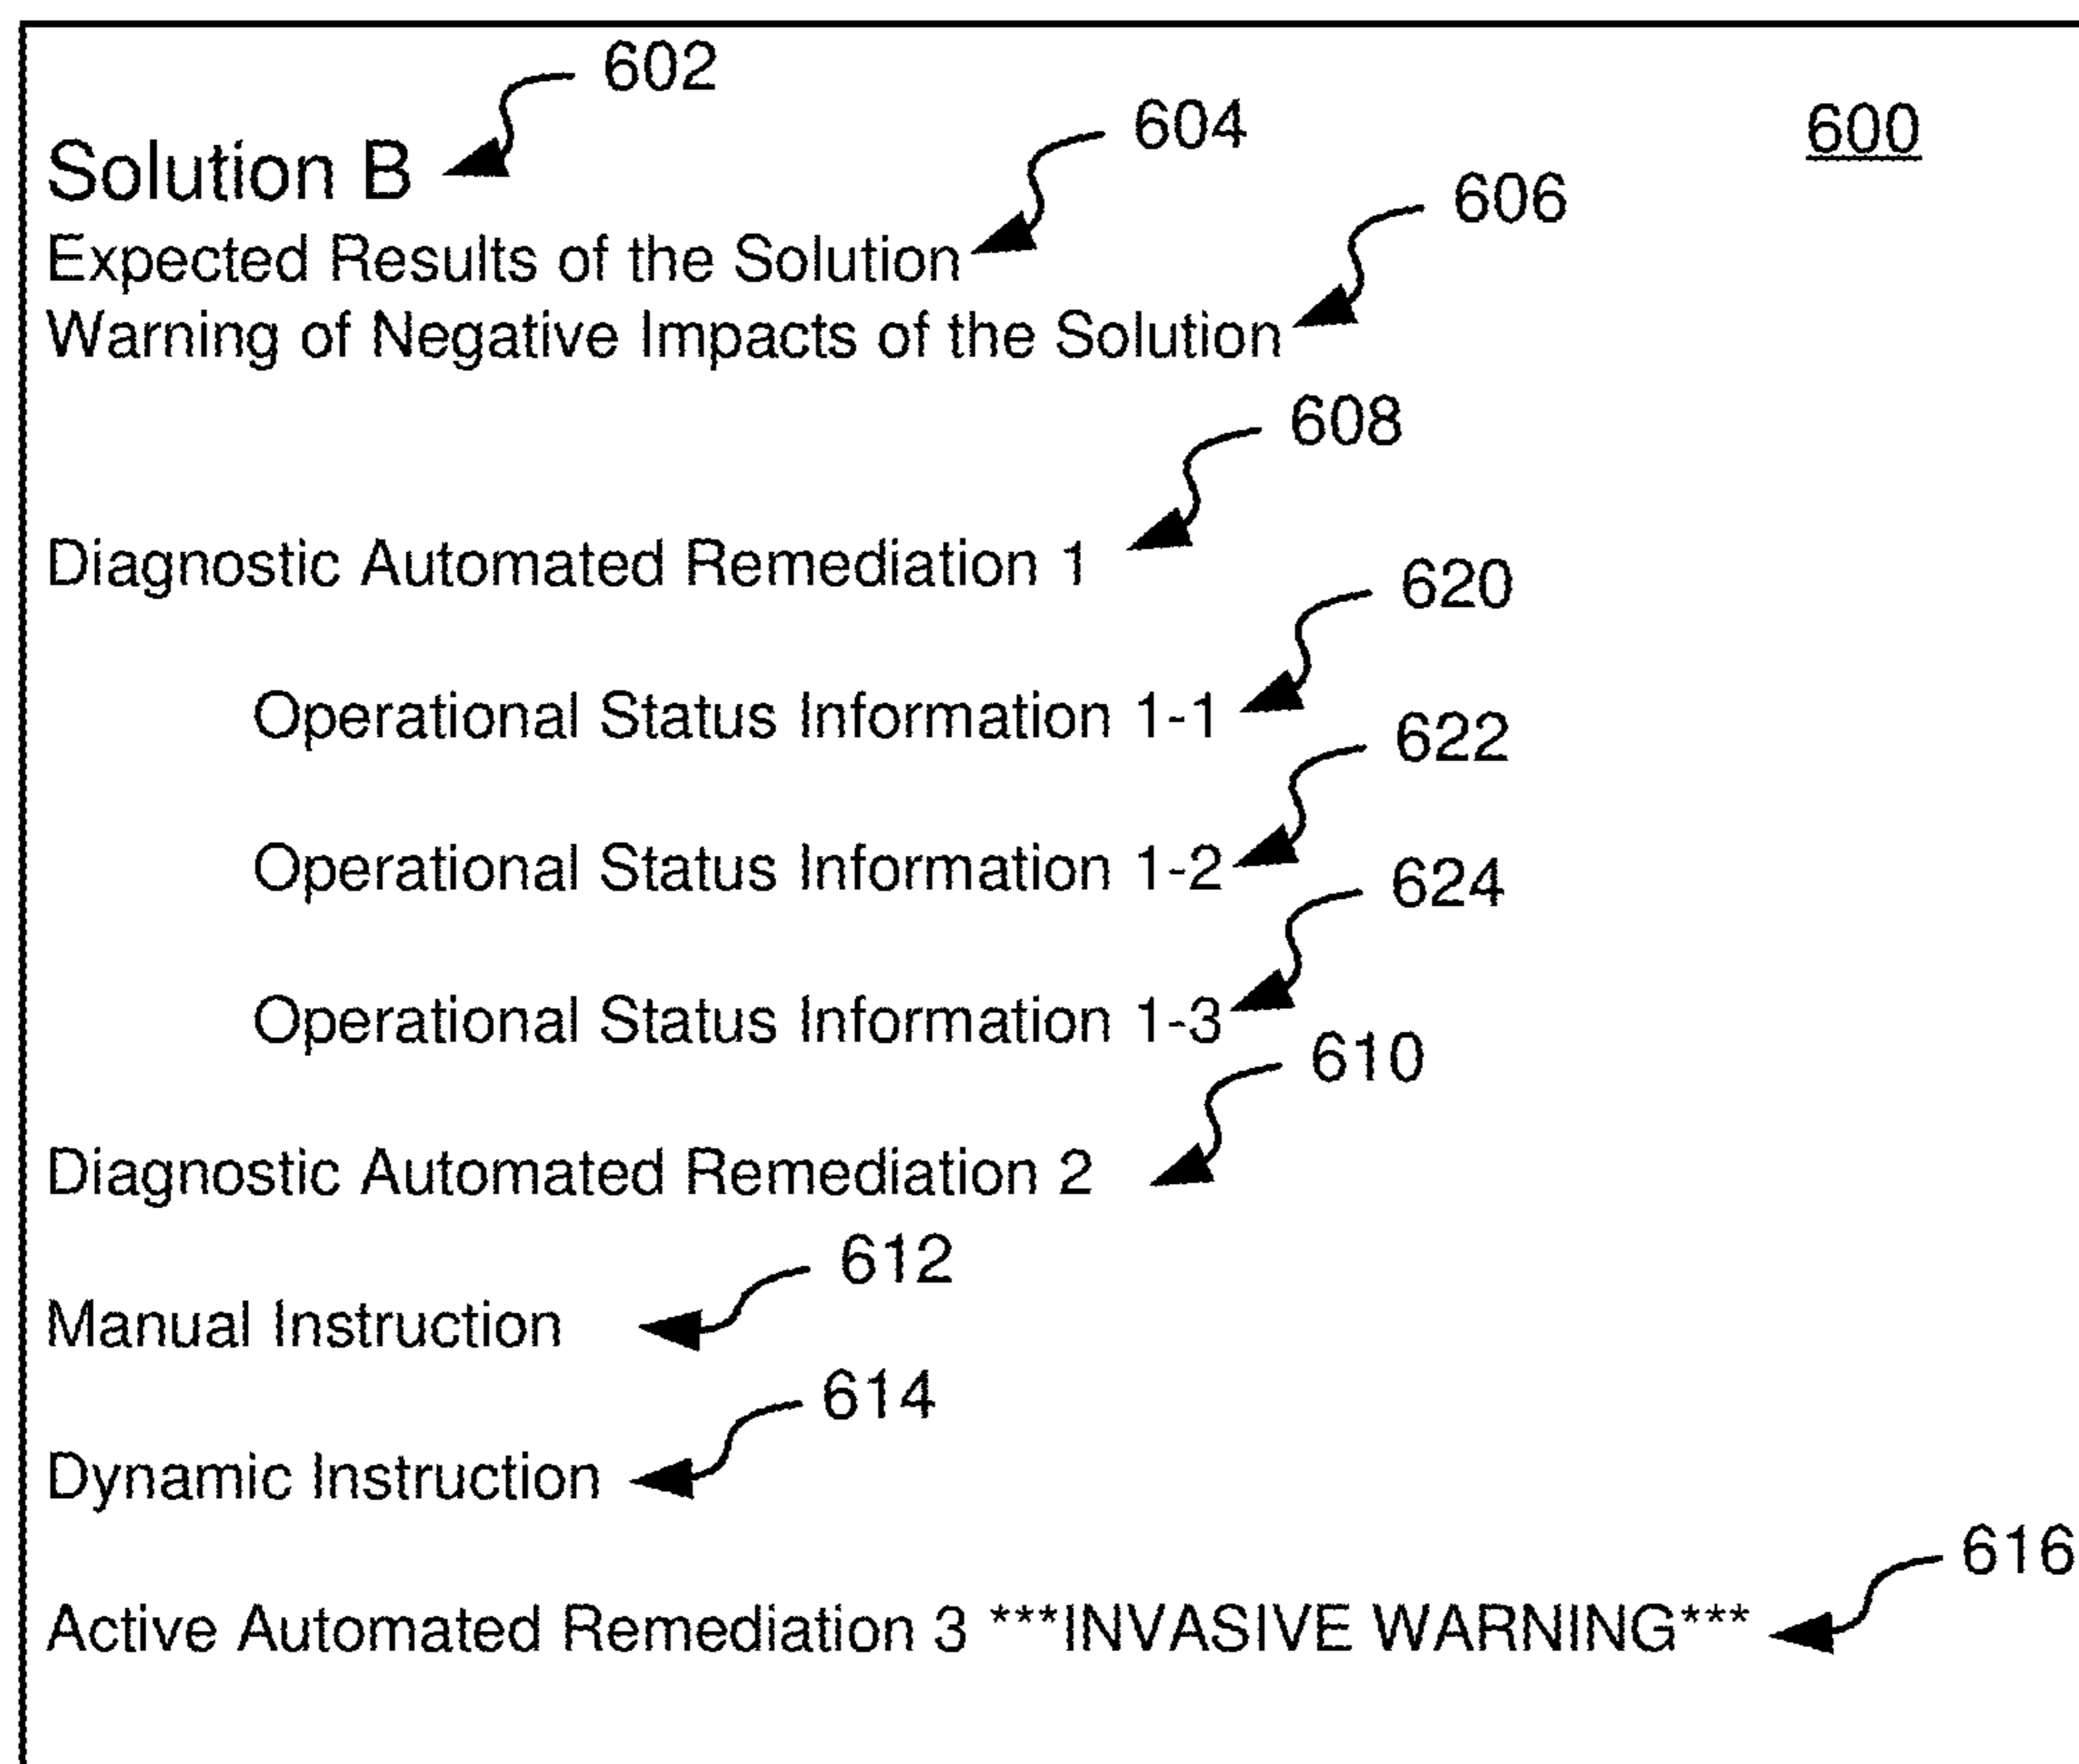 602
604
600
Solution B
606
Expected Results of the Solution
Warning of Negative Impacts of the Solution
608
Diagnostic Automated Remediation 1
620
Operational Status Information 1-1
622
Operational Status Information 1-2
624
Operational Status Information 1-3
610
Diagnostic Automated Remediation 2
612
Manual Instruction
614
Dynamic Instruction
616
Active Automated Remediation 3 ***INVASIVE WARNING***